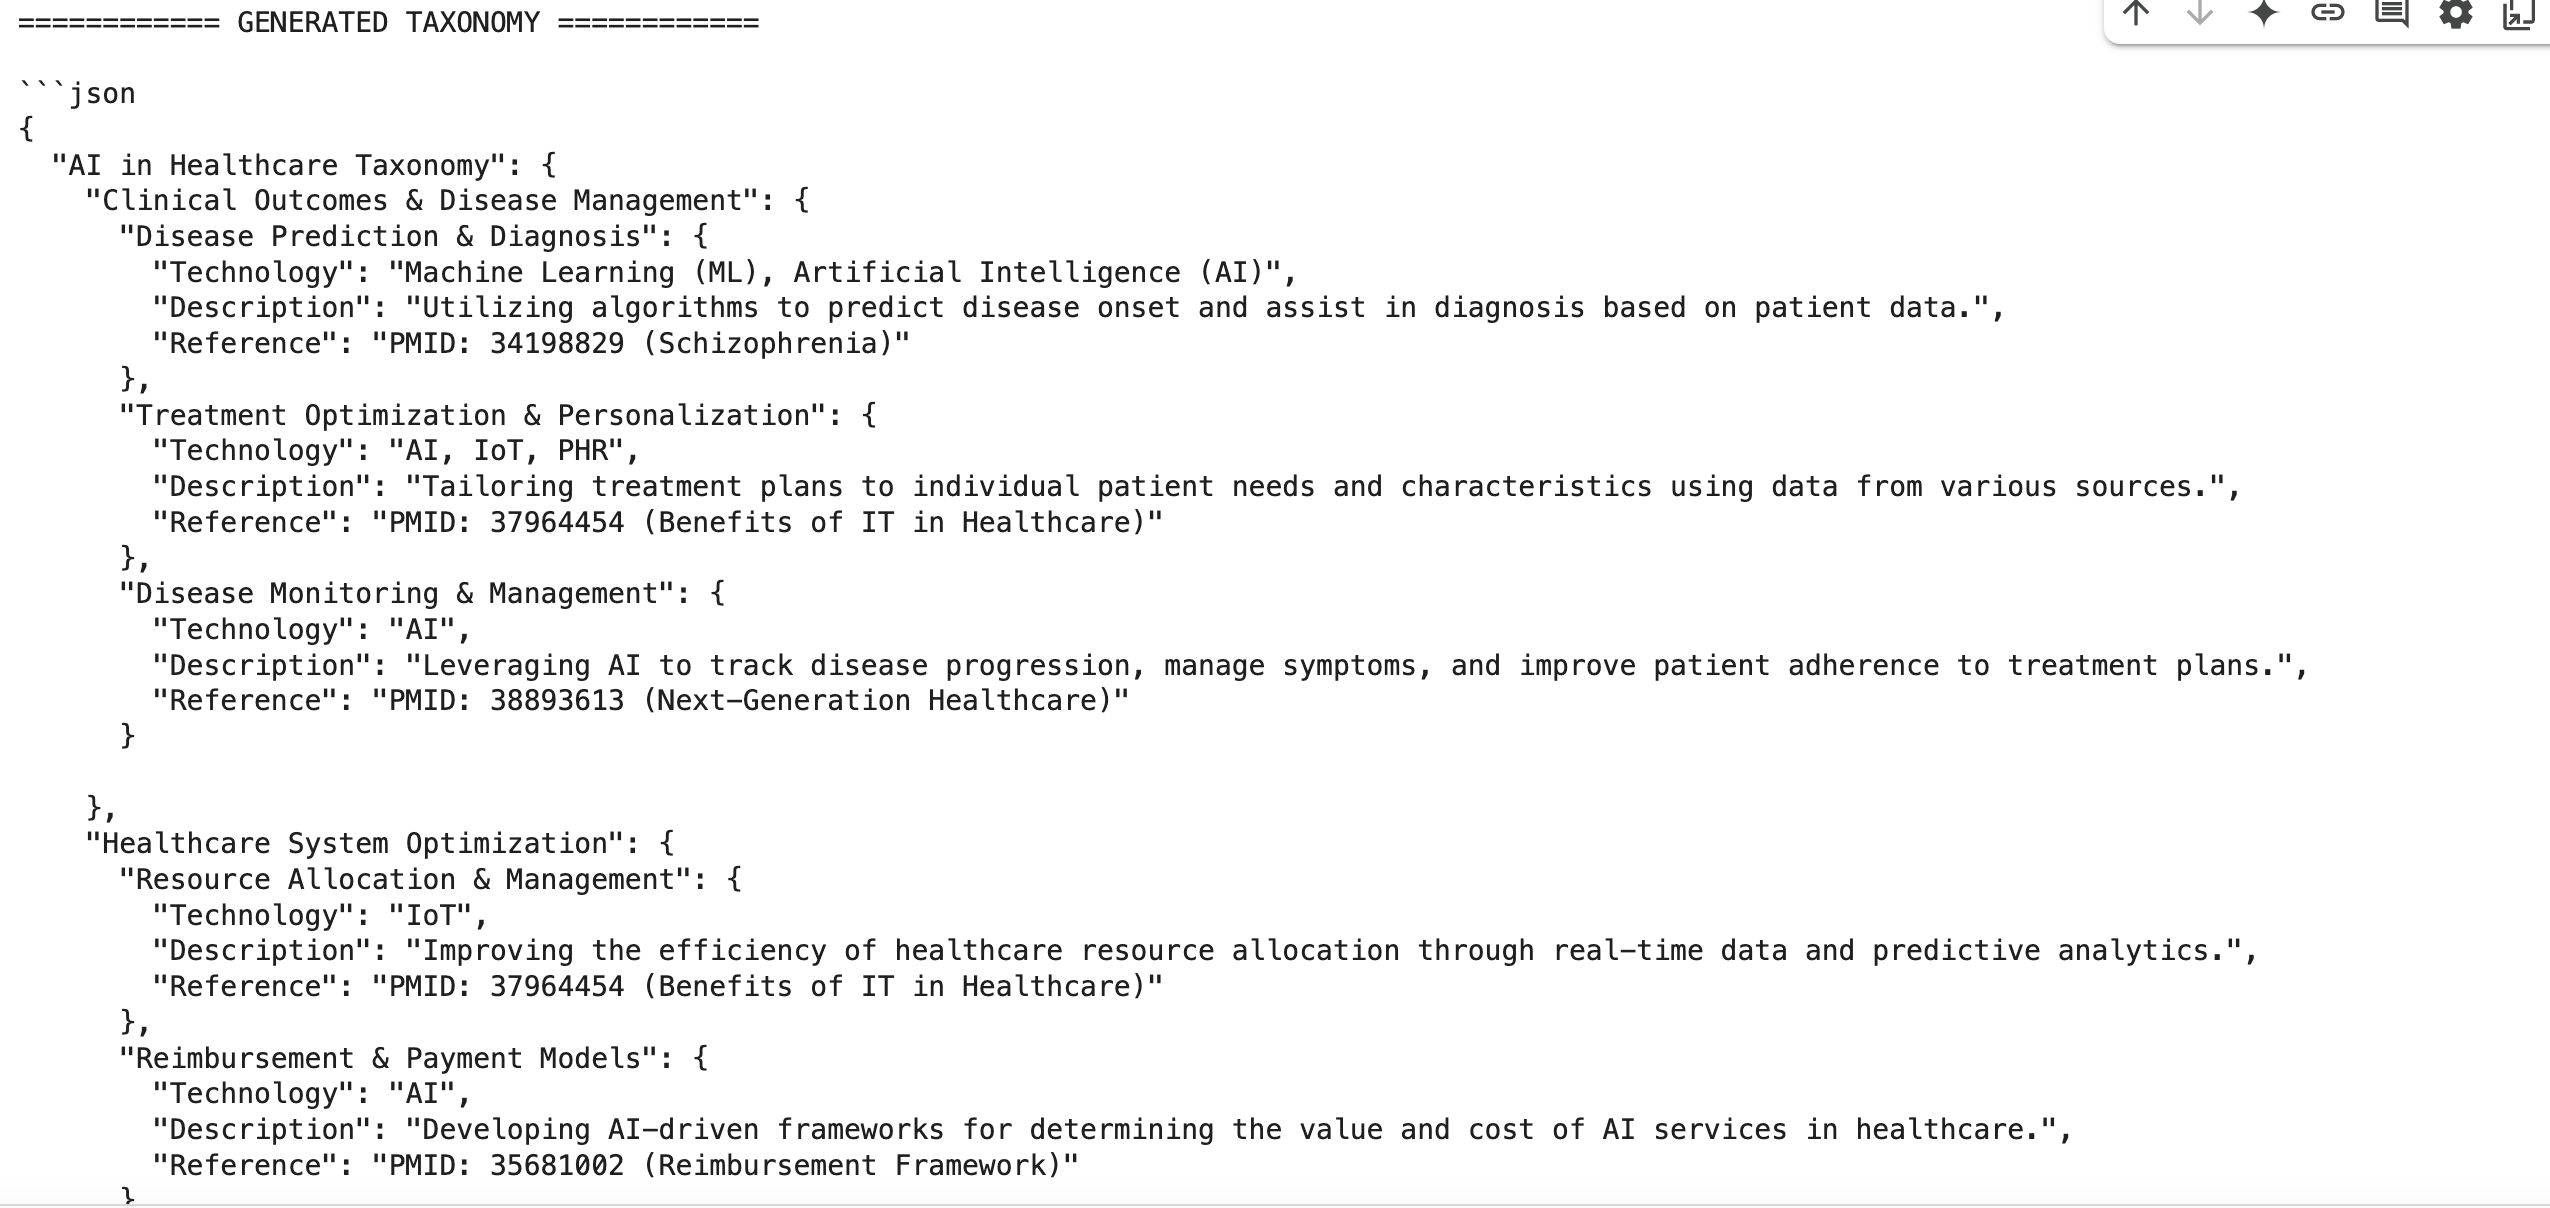 ============ GENERATED TAXONOMY ============
```json
{
  "AI in Healthcare Taxonomy": {
    "Clinical Outcomes & Disease Management": {
      "Disease Prediction & Diagnosis": {
        "Technology": "Machine Learning (ML), Artificial Intelligence (AI)",
        "Description": "Utilizing algorithms to predict disease onset and assist in diagnosis based on patient data.",
        "Reference": "PMID: 34198829 (Schizophrenia)"
      },
      "Treatment Optimization & Personalization": {
        "Technology": "AI, IoT, PHR",
        "Description": "Tailoring treatment plans to individual patient needs and characteristics using data from various sources.",
        "Reference": "PMID: 37964454 (Benefits of IT in Healthcare)"
      },
      "Disease Monitoring & Management": {
        "Technology": "AI",
        "Description": "Leveraging AI to track disease progression, manage symptoms, and improve patient adherence to treatment plans.",
        "Reference": "PMID: 38893613 (Next-Generation Healthcare)"
      }
    },
    "Healthcare System Optimization": {
      "Resource Allocation & Management": {
        "Technology": "IoT",
        "Description": "Improving the efficiency of healthcare resource allocation through real-time data and predictive analytics.",
        "Reference": "PMID: 37964454 (Benefits of IT in Healthcare)"
      },
      "Reimbursement & Payment Models": {
        "Technology": "AI",
        "Description": "Developing AI-driven frameworks for determining the value and cost of AI services in healthcare.",
        "Reference": "PMID: 35681002 (Reimbursement Framework)"
      }